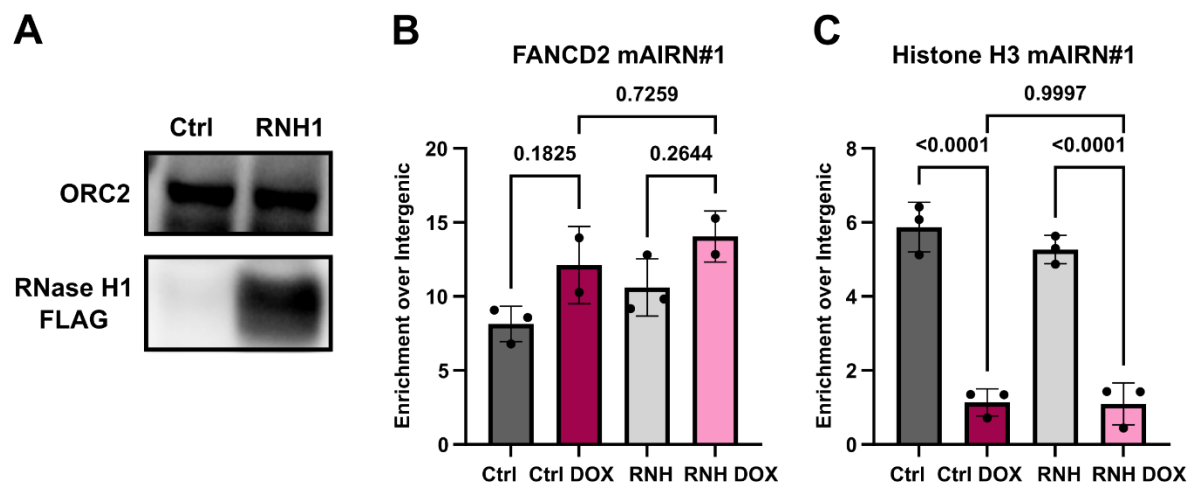 A
Ctrl RNH1
ORC2
RNase H1
FLAG
B
FANCD2 mAIRN#1
0.7259
0.1825
0.2644
Enrichment over Intergenic
20
15
10
5
0
Ctrl
Ctrl DOX
RNH
RNH DOX
C
Histone H3 mAIRN#1
0.9997
<0.0001
<0.0001
Enrichment over Intergenic
8
6
4
2
0
Ctrl
Ctrl DOX
RNH
RNH DOX